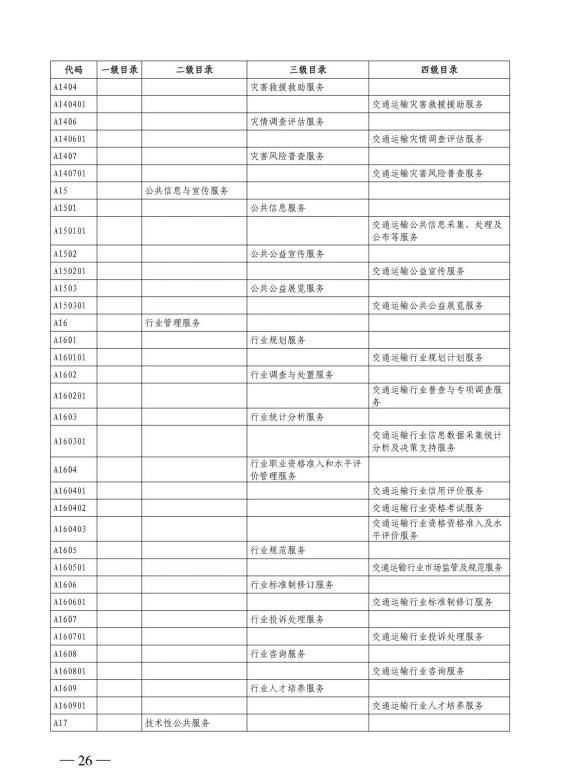 代码 一级目录 二级目录 三级目录 四级目录
A1404 灾害救援救助服务
A140401 交通运输灾害救援援助服务
A1406 灾情调查评估服务
A140601 交通运输灾情调查评估服务
A1407 灾害风险普查服务
A140701 交通运输灾害风险普查服务
A15 公共信息与宣传服务
A1501 公共信息服务
A150101 交通运输公共信息采集、处理及
公布等服务
A1502 公共公益宣传服务
A150201 交通运输公益宣传服务
A1503 公共公益展览服务
A150301 交通运输公共公益展览服务
A16 行业管理服务
A1601 行业规划服务
A160101 交通运输行业规划计划服务
A1602 行业调查与处置服务
A160201 交通运输行业普查与专项调查服
务
A1603 行业统计分析服务
A160301 交通运输行业信息数据采集统计
分析及决策支持服务
A1604 行业职业资格准入和水平评
价管理服务
A160401 交通运输行业信用评价服务
A160402 交通运输行业资格考试服务
A160403 交通运输行业资格资格准入及水
平评价服务
A1605 行业规范服务
A160501 交通运输行业市场监管及规范服务
A1606 行业标准制修订服务
A160601 交通运输行业标准制修订服务
A1607 行业投诉处理服务
A160701 交通运输行业投诉处理服务
A1608 行业咨询服务
A160801 交通运输行业咨询服务
A1609 行业人才培养服务
A160901 交通运输行业人才培养服务
A17 技术性公共服务
— 26 —